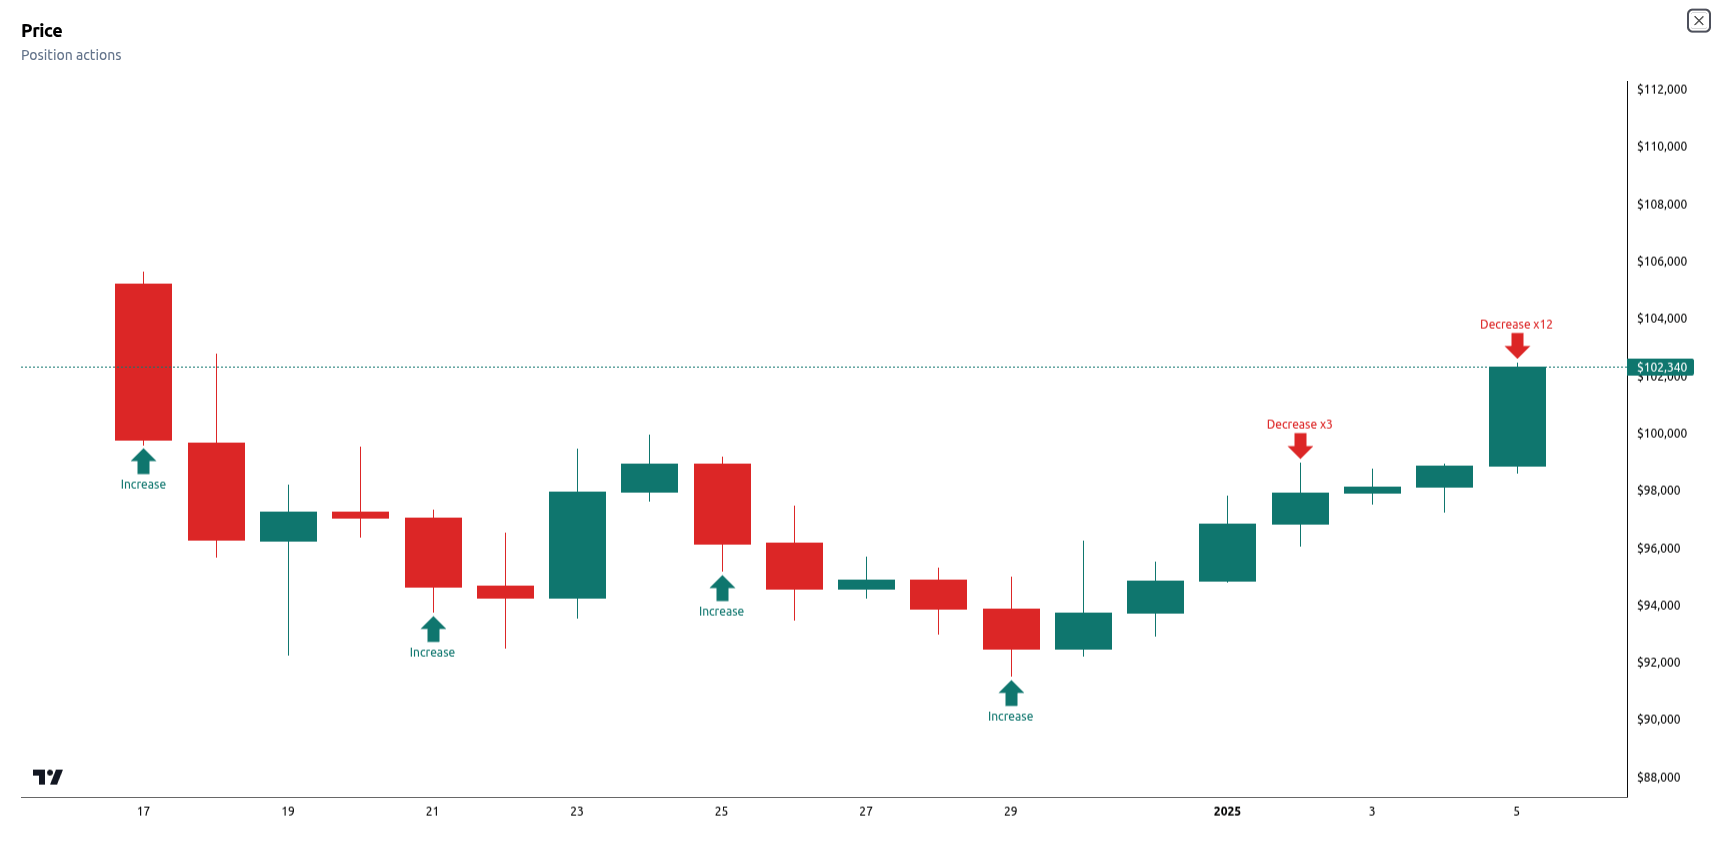 Price
Position actions
$112,000
$110,000
$108,000
$106,000
$104,000
Decrease x12
$102,340
$102,000
Decrease x3
$100,000
Increase
$98,000
$96,000
Increase
$94,000
Increase
$92,000
Increase
$90,000
$88,000
17 19 21 23 25 27 29 2025 3 5